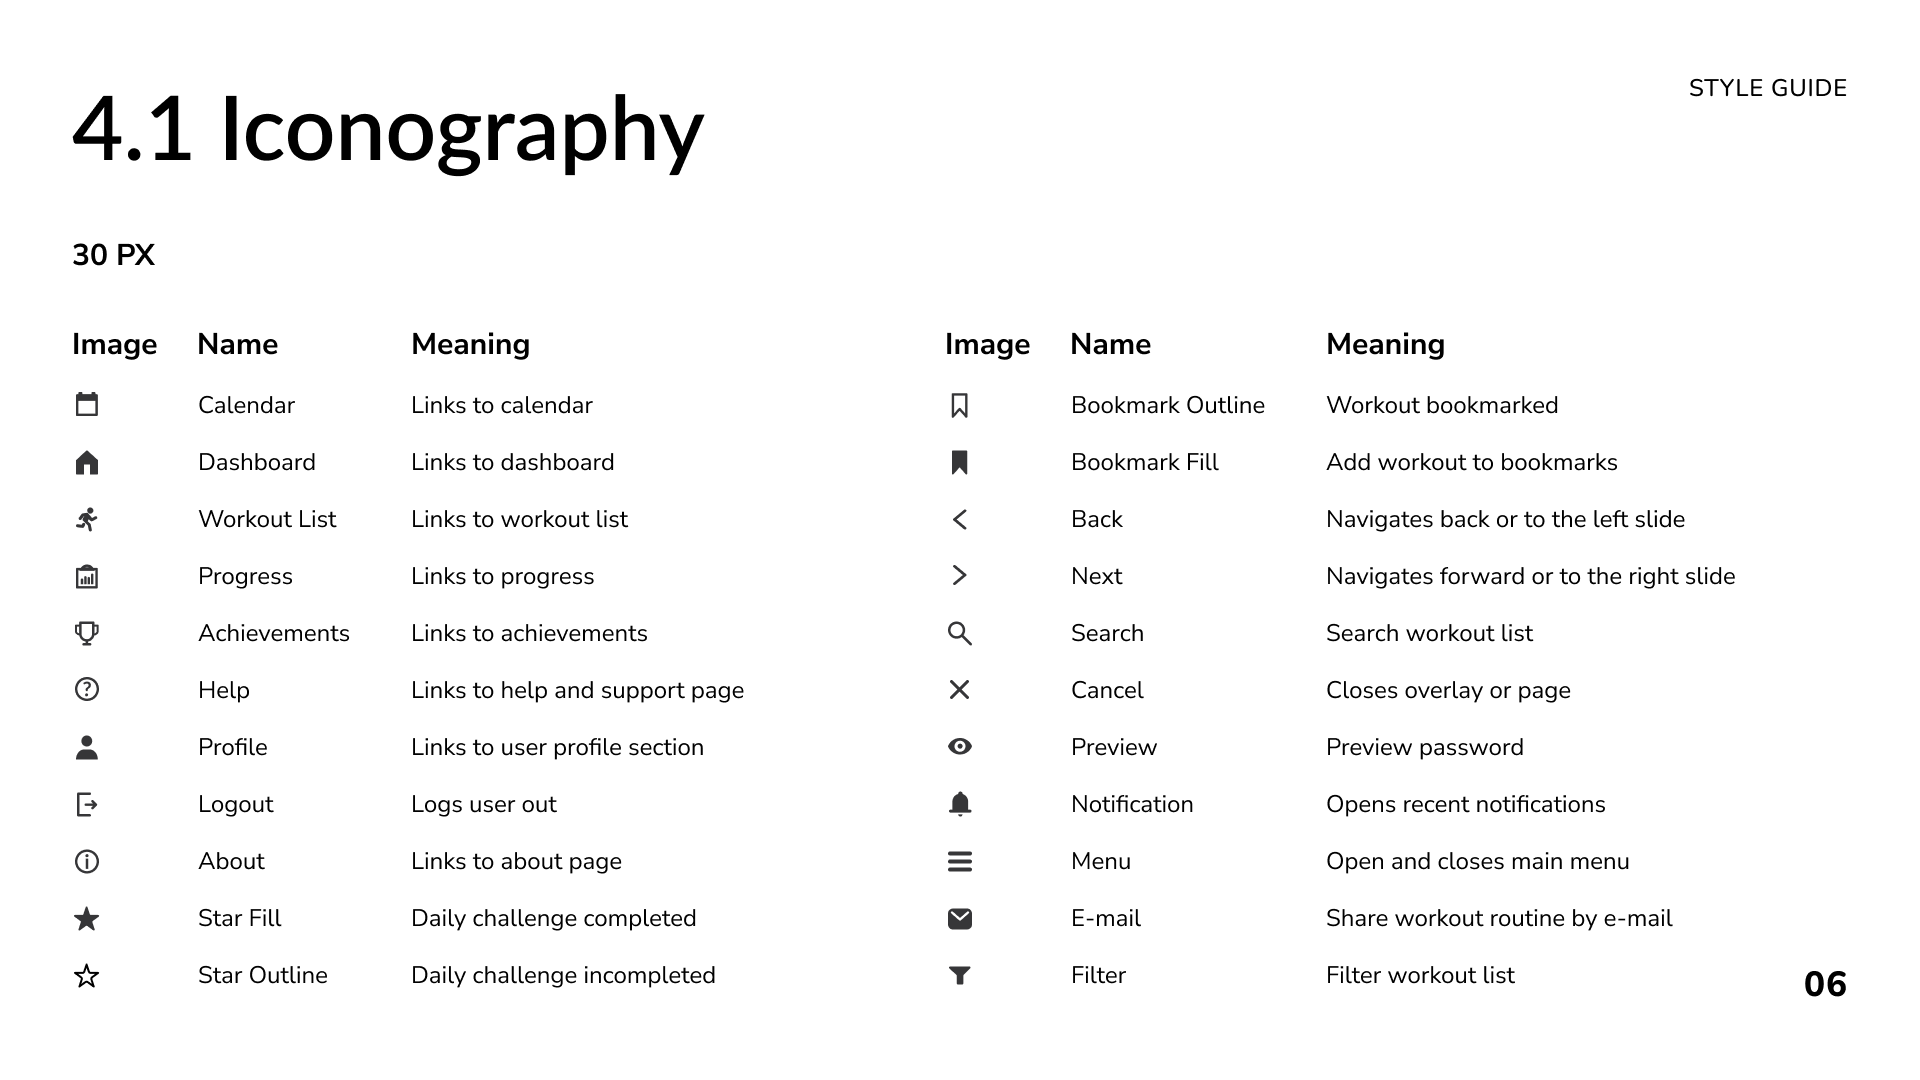 4.1 Iconography
STYLE GUIDE
30 PX
Image Name Meaning
Calendar Links to calendar
Dashboard Links to dashboard
Workout List Links to workout list
Progress Links to progress
Achievements Links to achievements
Help Links to help and support page
Profile Links to user profile section
Logout Logs user out
About Links to about page
Star Fill Daily challenge completed
Star Outline Daily challenge incompleted
Image Name Meaning
Bookmark Outline Workout bookmarked
Bookmark Fill Add workout to bookmarks
Back Navigates back or to the left slide
Next Navigates forward or to the right slide
Search Search workout list
Cancel Closes overlay or page
Preview Preview password
Notification Opens recent notifications
Menu Open and closes main menu
E-mail Share workout routine by e-mail
Filter Filter workout list
06